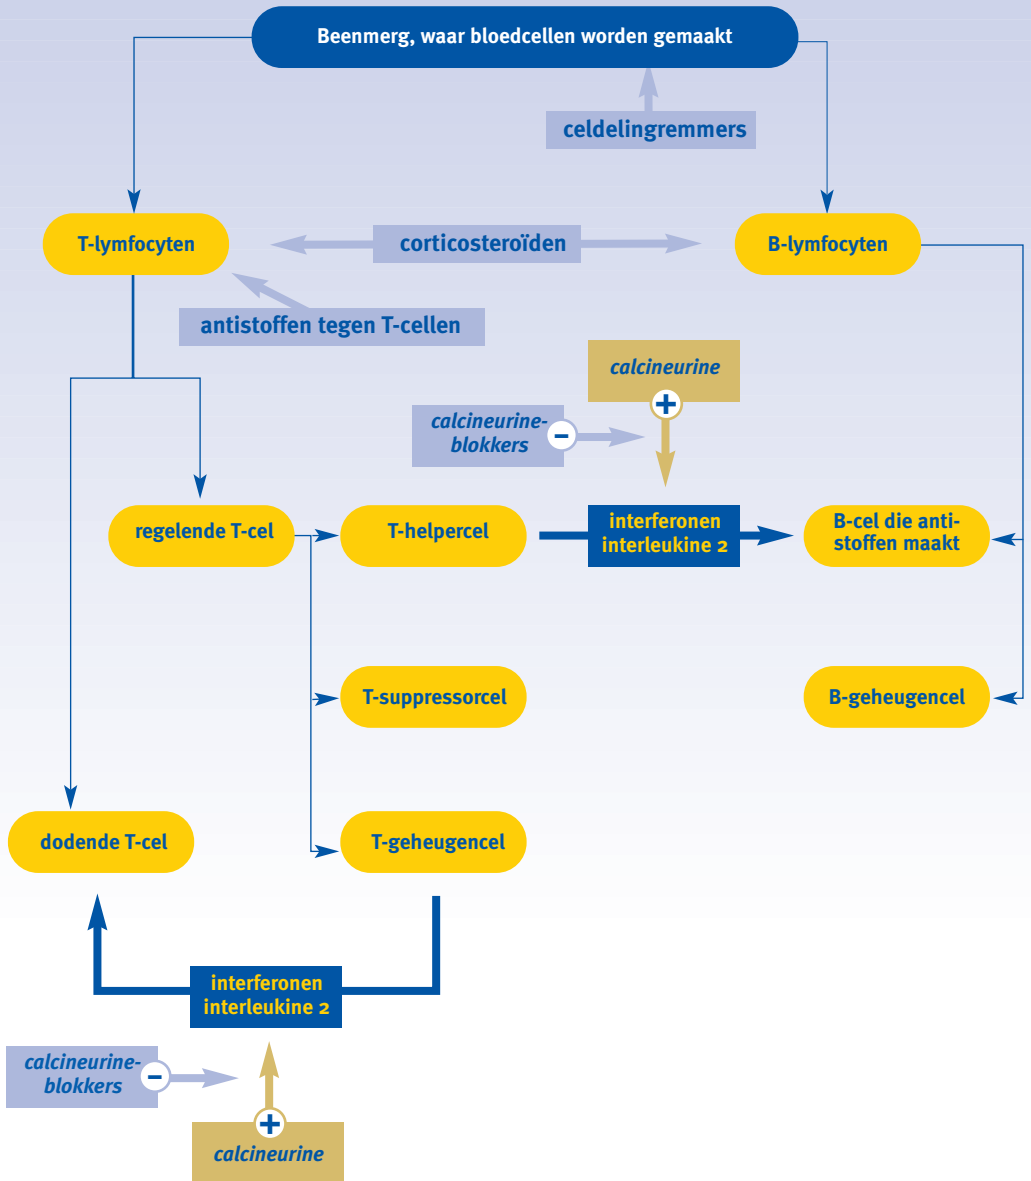 Beenmerg, waar bloedcellen worden gemaakt
celdelingremmers
T-lymfocyten
corticosteroïden
B-lymfocyten
antistoffen tegen T-cellen
calcineurine
+
calcineurine-
blokkers
–
regelende T-cel
T-helpercel
interferonen
interleukine 2
B-cel die anti-
stoffen maakt
T-suppressorcel
B-geheugencel
dodende T-cel
T-geheugencel
interferonen
interleukine 2
calcineurine-
blokkers
–
+
calcineurine